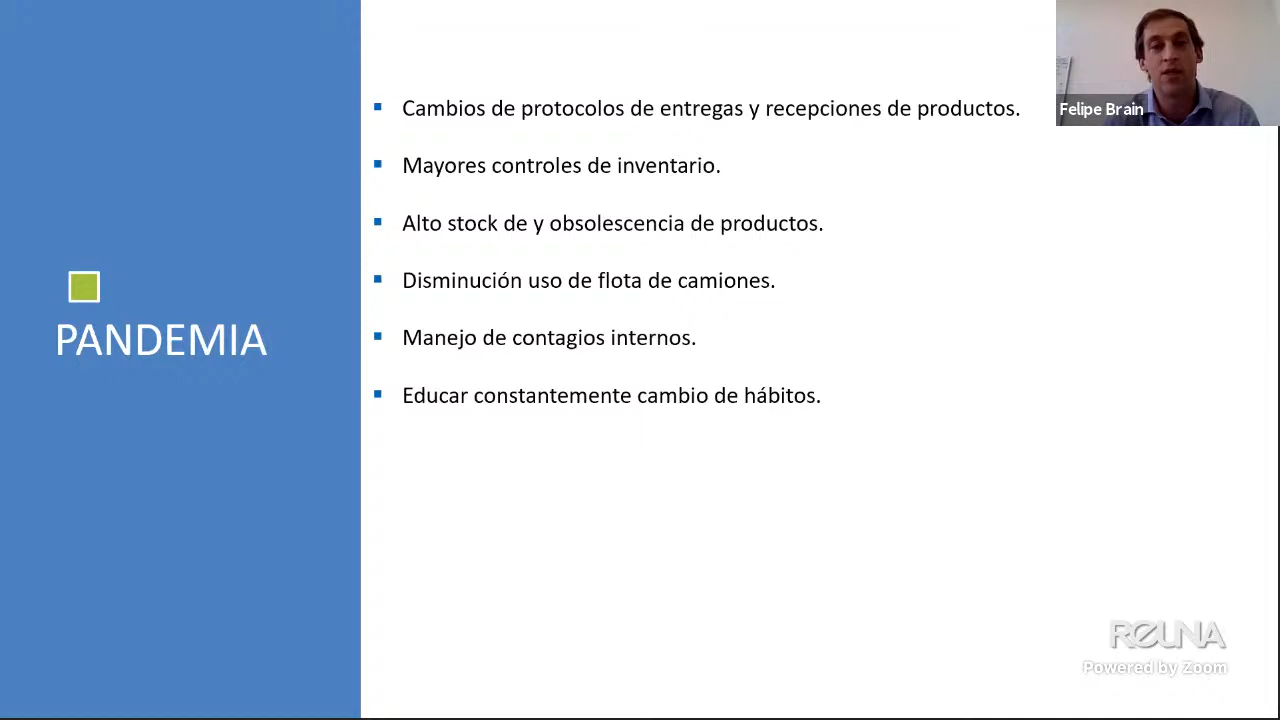 Cambios de protocolos de entregas y recepciones de productos.
Mayores controles de inventario.
Alto stock de y obsolescencia de productos.
Disminución uso de flota de camiones.
Manejo de contagios internos.
Educar constantemente cambio de hábitos.
PANDEMIA
Felipe Brain
REUNA
Powered by Zoom